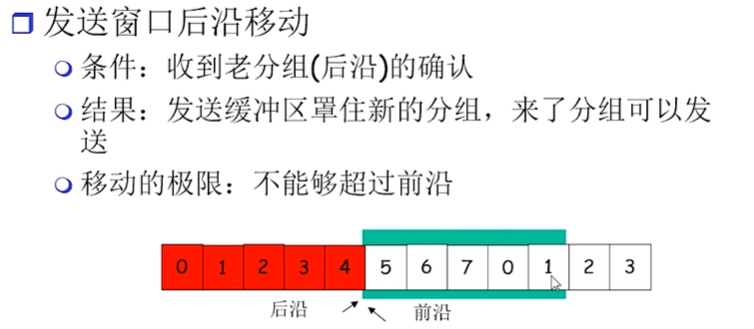 发送窗口后沿移动
条件：收到老分组(后沿)的确认
结果：发送缓冲区罩住新的分组，来了分组可以发
送
移动的极限：不能够超过前沿
0 1 2 3 4 5 6 7 0 1 2 3
后沿 前沿